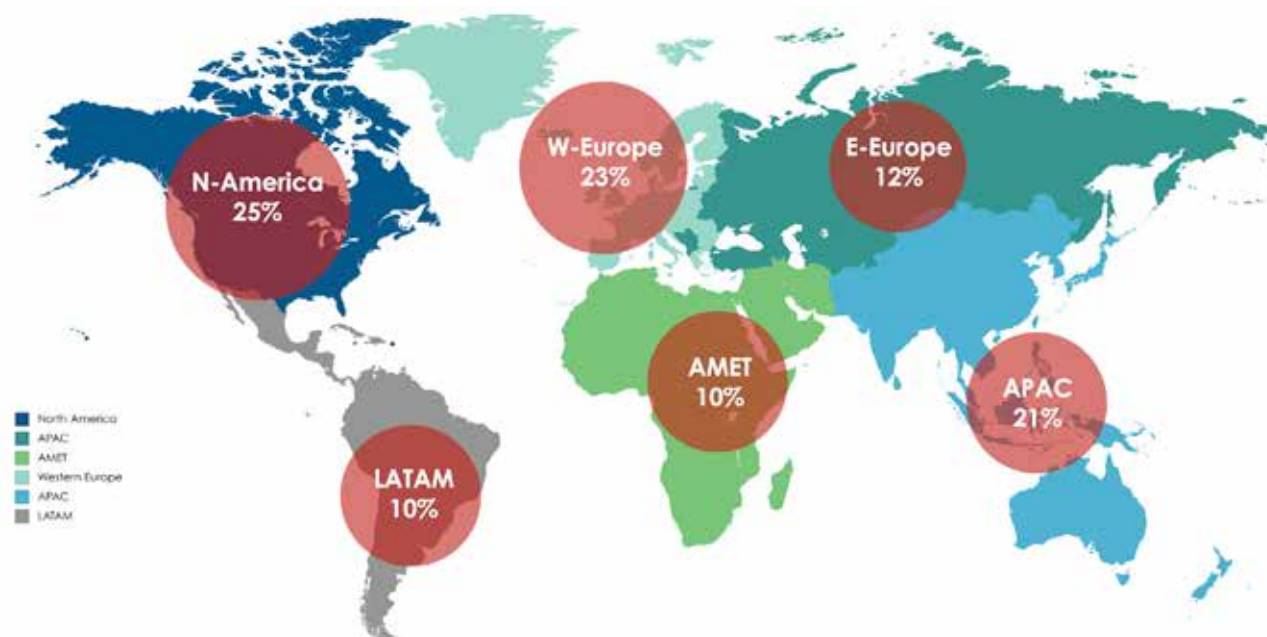 N-America
25%
W-Europe
23%
E-Europe
12%
AMET
10%
APAC
21%
LATAM
10%
North America
APAC
AMET
Western Europe
APAC
LATAM